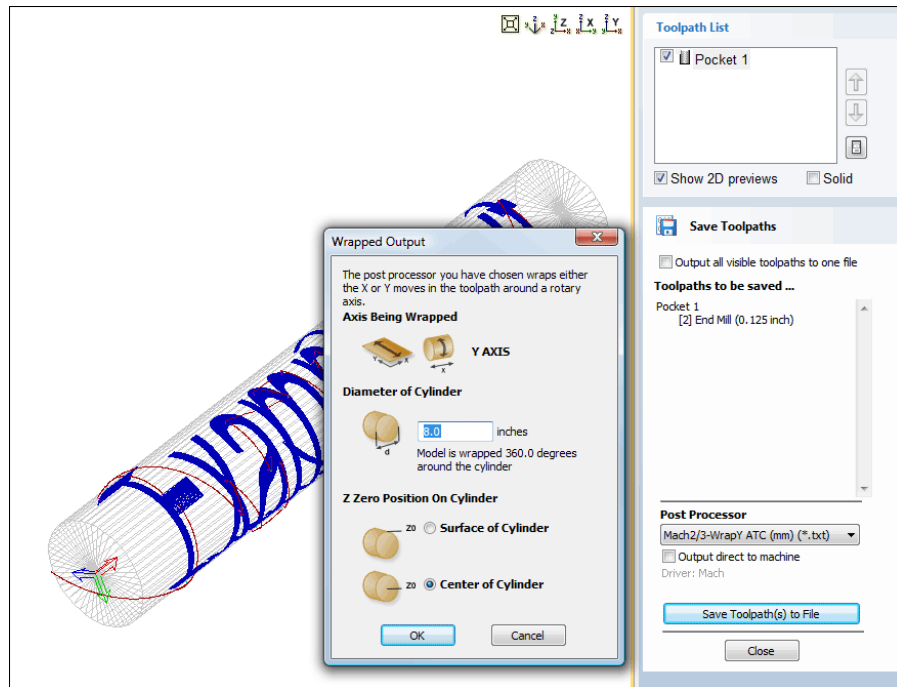 Z
X
Y
Toolpath List
Pocket 1
Show 2D previews
Solid
Save Toolpaths
Output all visible toolpaths to one file
Toolpaths to be saved ...
Pocket 1
[2] End Mill (0.125 inch)
Post Processor
Mach2/3-WrapY ATC (mm) (*.txt)
Output direct to machine
Driver: Mach
Save Toolpath(s) to File
Close
Wrapped Output
The post processor you have chosen wraps either
the X or Y moves in the toolpath around a rotary
axis.
Axis Being Wrapped
Y
X
X
Y AXIS
Diameter of Cylinder
d
8.0 inches
Model is wrapped 360.0 degrees
around the cylinder
Z Zero Position On Cylinder
Z0 Surface of Cylinder
Z0 Center of Cylinder
OK
Cancel